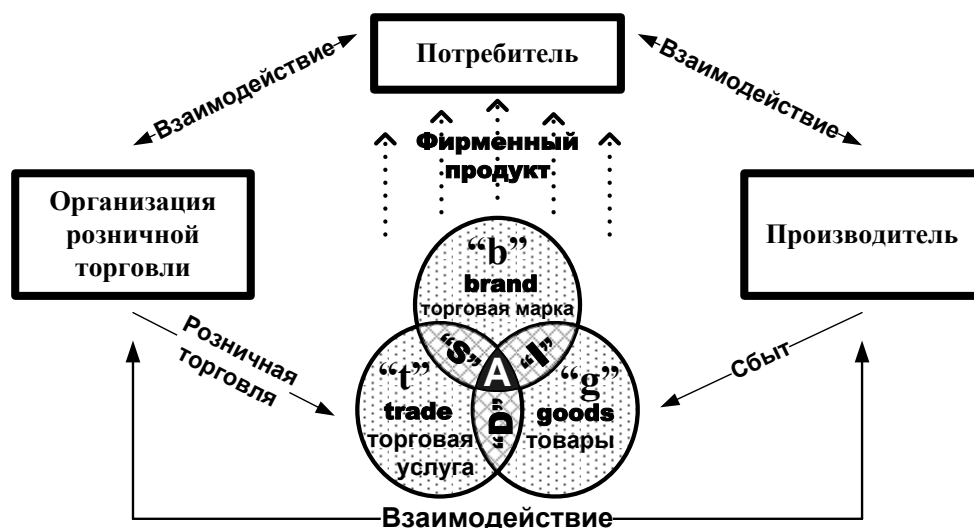 Потребитель
Взаимодействие
Взаимодействие
Фирменный
продукт
Организация
розничной
торговли
Производитель
“b”
brand
торговая марка
Розничная
торговля
Сбыт
“S”
“I”
A
“t”
trade
торговая
услуга
“D”
“g”
goods
товары
Взаимодействие